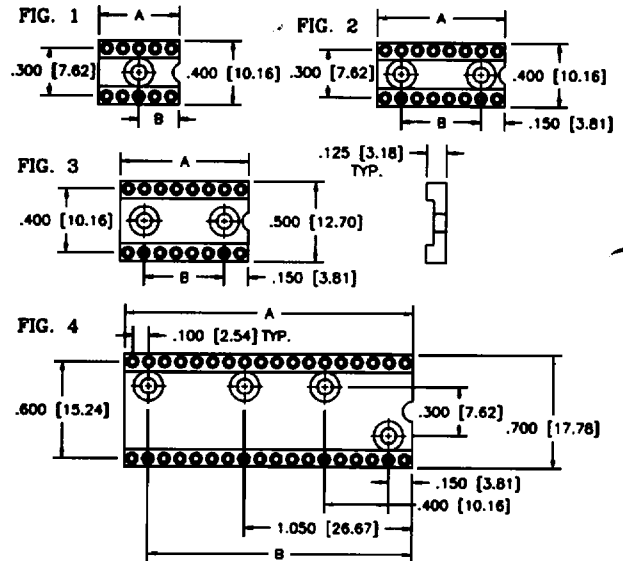 FIG. 1
A
.300 [7.62]
.400 [10.16]
B
FIG. 2
A
.300 [7.62]
.400 [10.16]
B
.150 [3.81]
FIG. 3
A
.400 [10.16]
.500 [12.70]
B
.150 [3.81]
.125 [3.18]
TYP.
FIG. 4
A
.100 [2.54] TYP.
.600 [15.24]
.300 [7.62]
.700 [17.78]
.150 [3.81]
.400 [10.16]
1.050 [26.67]
B